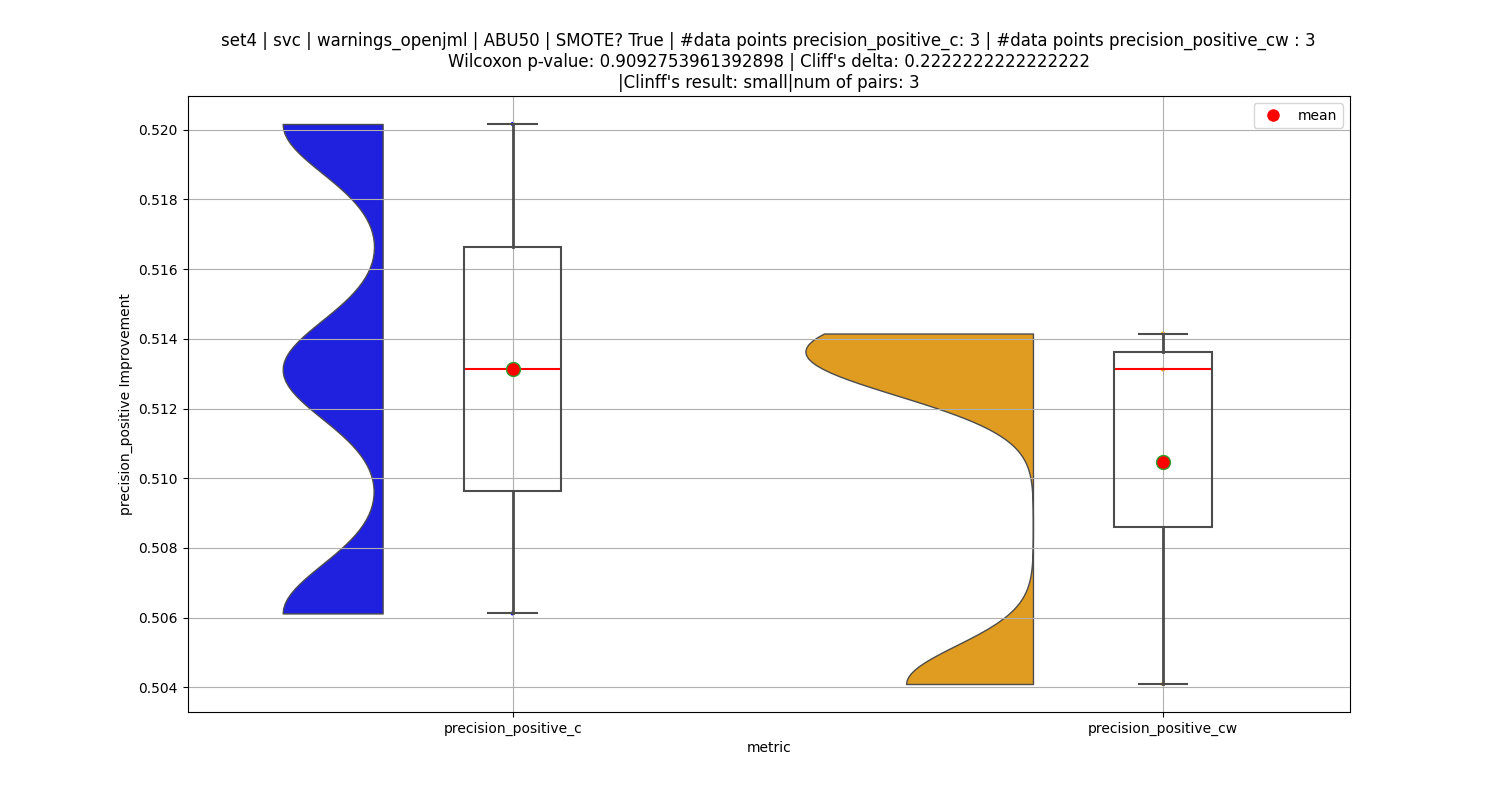 set4 | svc | warnings_openjml | ABU50 | SMOTE? True | #data points precision_positive_c: 3 | #data points precision_positive_cw : 3
Wilcoxon p-value: 0.9092753961392898 | Cliff's delta: 0.2222222222222222
|Clinff's result: small|num of pairs: 3
mean
0.520
0.518
0.516
0.514
0.512
0.510
0.508
0.506
0.504
precision_positive Improvement
precision_positive_c
precision_positive_cw
metric